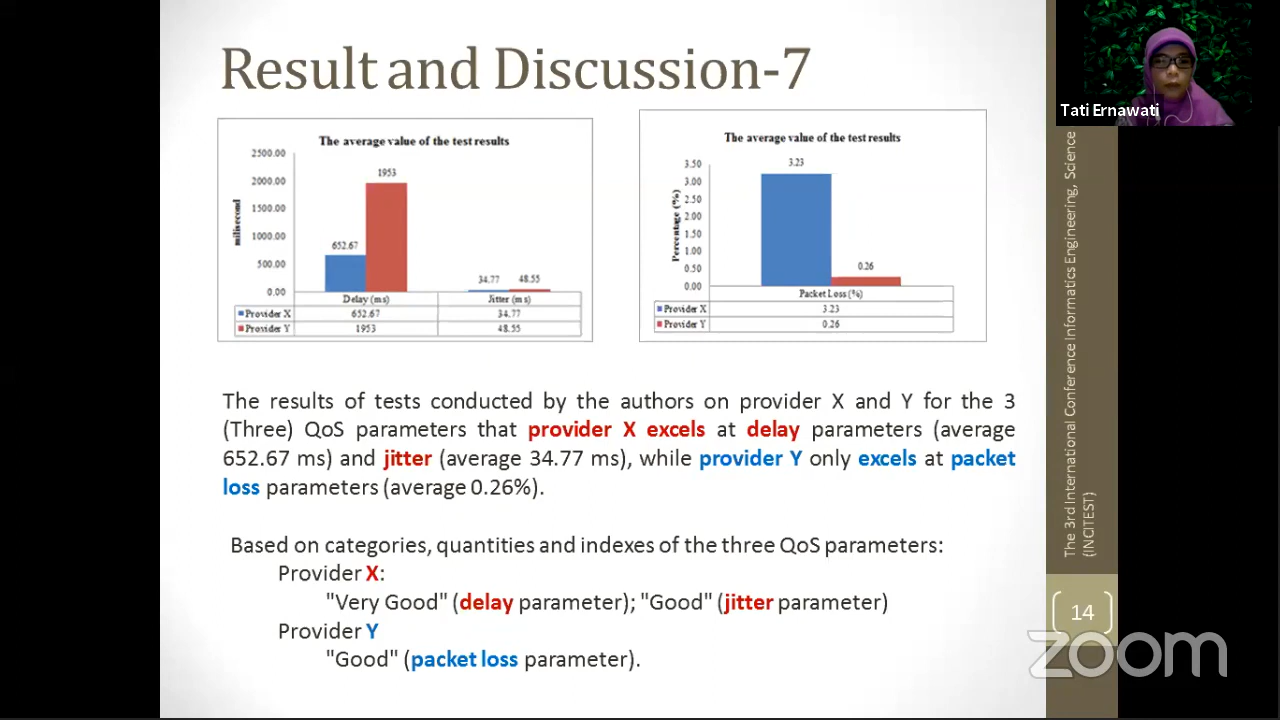 Result and Discussion-7
Tati Ernawati
The average value of the test results
2500.00
2000.00
1500.00
1000.00
500.00
0.00
milisecond
652.67
1953
34.77
48.55
Delay (ms) Jitter (ms)
Provider X 652.67 34.77
Provider Y 1953 48.55
The average value of the test results
3.50
3.00
2.50
2.00
1.50
1.00
0.50
0.00
Percentage (%)
3.23
0.26
Packet Loss (%)
Provider X 3.23
Provider Y 0.26
The results of tests conducted by the authors on provider X and Y for the 3
(Three) QoS parameters that provider X excels at delay parameters (average
652.67 ms) and jitter (average 34.77 ms), while provider Y only excels at packet
loss parameters (average 0.26%).
Based on categories, quantities and indexes of the three QoS parameters:
Provider X:
"Very Good" (delay parameter); "Good" (jitter parameter)
Provider Y
"Good" (packet loss parameter).
The 3rd International Conference Informatics Engineering, Science
(INCITEST)
14
zoom